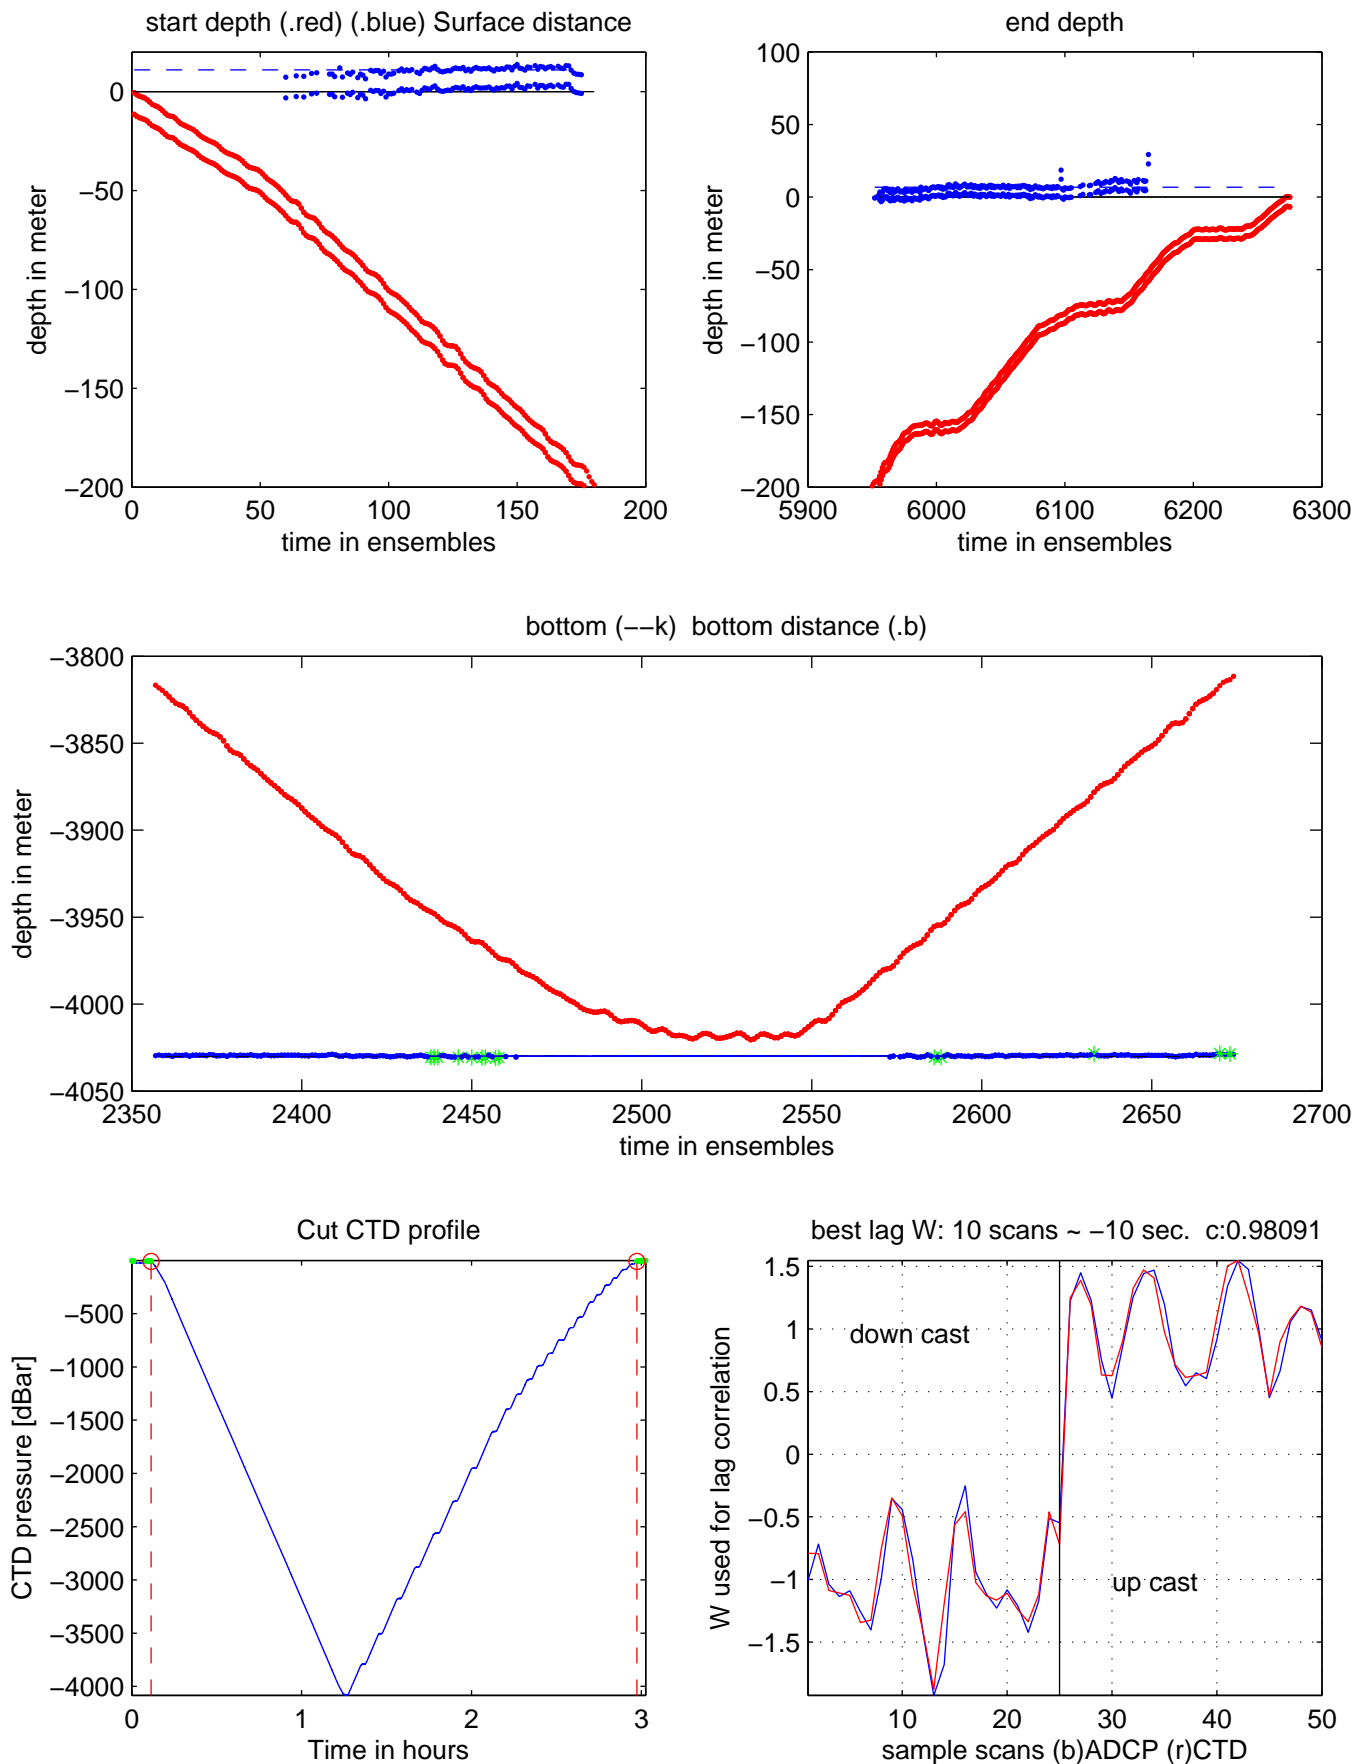 start depth (.red) (.blue) Surface distance
0
−50
−100
−150
−200
depth in meter
0 50 100 150 200
time in ensembles
end depth
100
50
0
−50
−100
−150
−200
depth in meter
5900 6000 6100 6200 6300
time in ensembles
bottom (−−k) bottom distance (.b)
−3800
−3850
−3900
−3950
−4000
−4050
depth in meter
2350 2400 2450 2500 2550 2600 2650 2700
time in ensembles
Cut CTD profile
−500
−1000
−1500
−2000
−2500
−3000
−3500
−4000
CTD pressure [dBar]
0 1 2 3
Time in hours
best lag W: 10 scans ~ −10 sec. c:0.98091
1.5
1
0.5
0
−0.5
−1
−1.5
W used for lag correlation
down cast
up cast
10 20 30 40 50
sample scans (b)ADCP (r)CTD